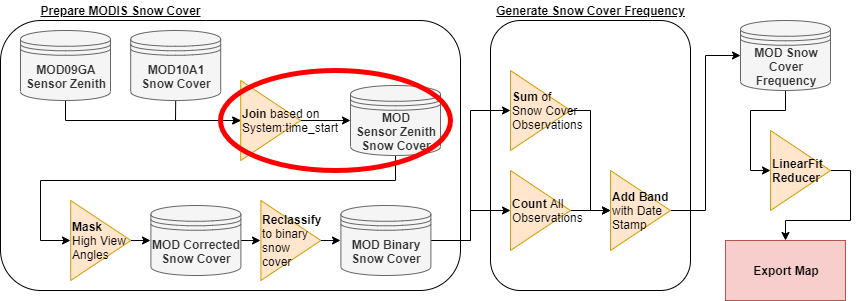 Prepare MODIS Snow Cover
Generate Snow Cover Frequency
MOD09GA
Sensor Zenith
MOD10A1
Snow Cover
Join based on
System:time_start
MOD
Sensor Zenith
Snow Cover
Mask
High View
Angles
MOD Corrected
Snow Cover
Reclassify
to binary
snow
cover
MOD Binary
Snow Cover
Sum of
Snow Cover
Observations
Count All
Observations
Add Band
with Date
Stamp
MOD Snow
Cover
Frequency
LinearFit
Reducer
Export Map